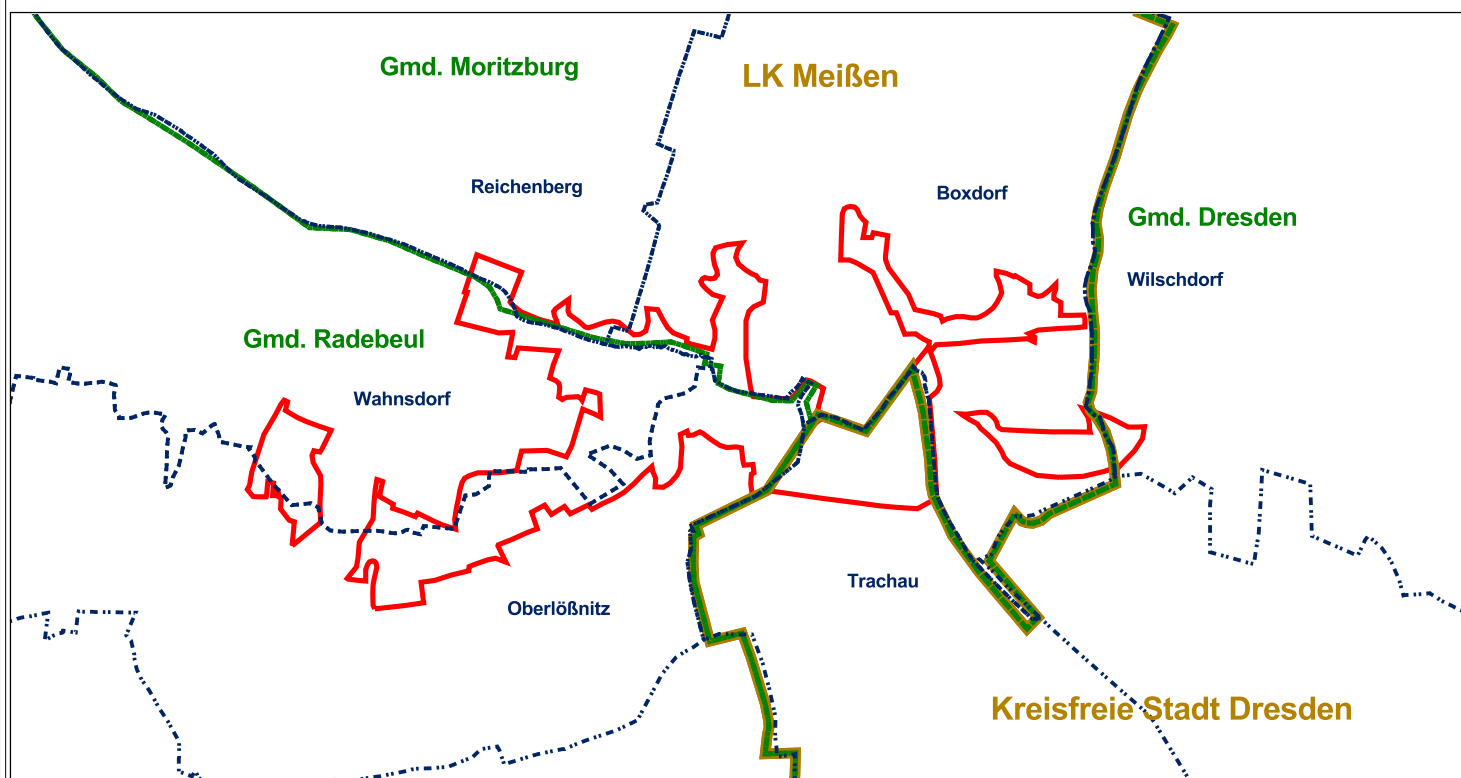 Gmd. Moritzburg
LK Meißen
Reichenberg
Boxdorf
Gmd. Dresden
Wilschdorf
Gmd. Radebeul
Wahnsdorf
Trachau
Oberlößnitz
Kreisfreie Stadt Dresden